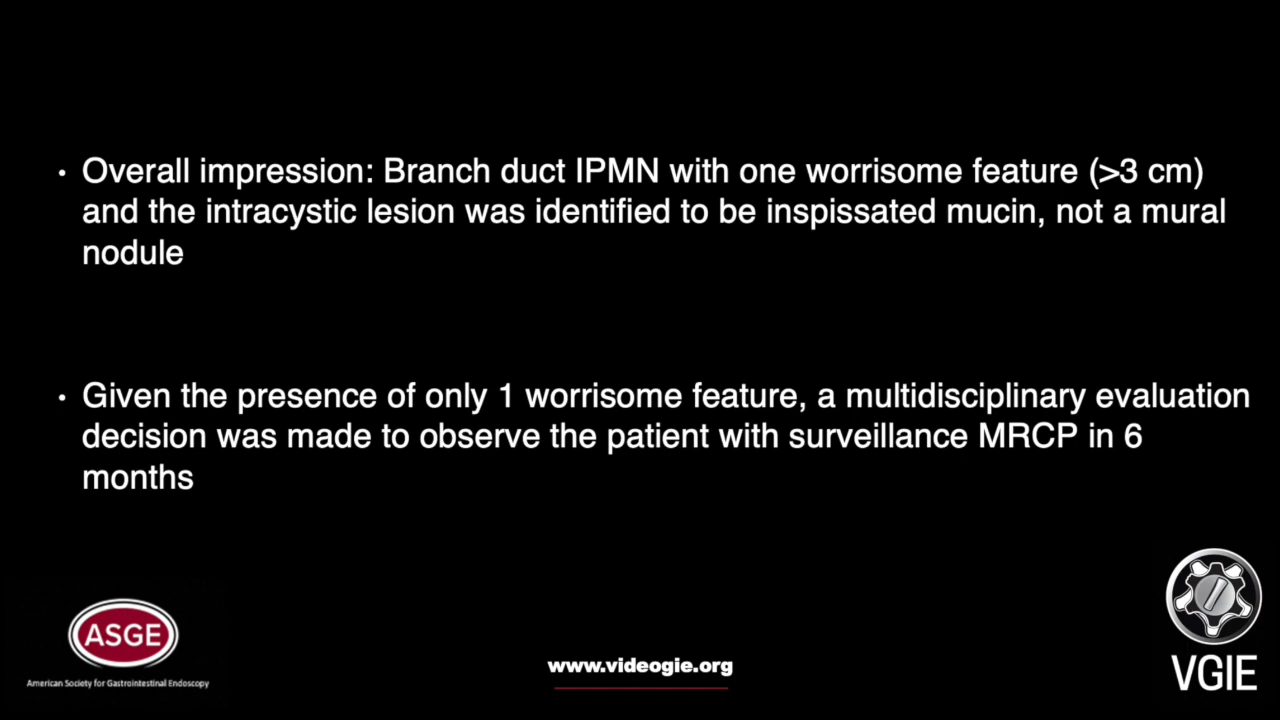 • Overall impression: Branch duct IPMN with one worrisome feature (>3 cm)
and the intracystic lesion was identified to be inspissated mucin, not a mural
nodule
• Given the presence of only 1 worrisome feature, a multidisciplinary evaluation
decision was made to observe the patient with surveillance MRCP in 6
months
ASGE
American Society for Gastrointestinal Endoscopy
www.videogie.org
VGIE